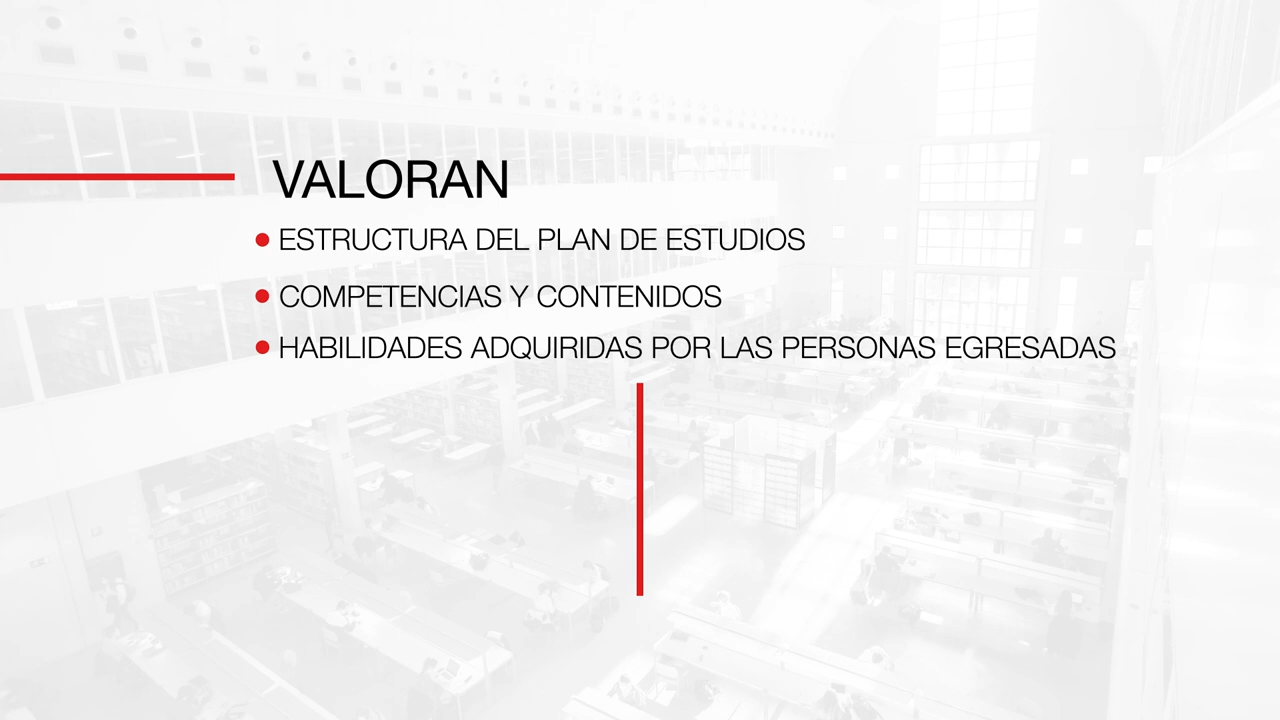 VALORAN
ESTRUCTURA DEL PLAN DE ESTUDIOS
COMPETENCIAS Y CONTENIDOS
HABILIDADES ADQUIRIDAS POR LAS PERSONAS EGRESADAS